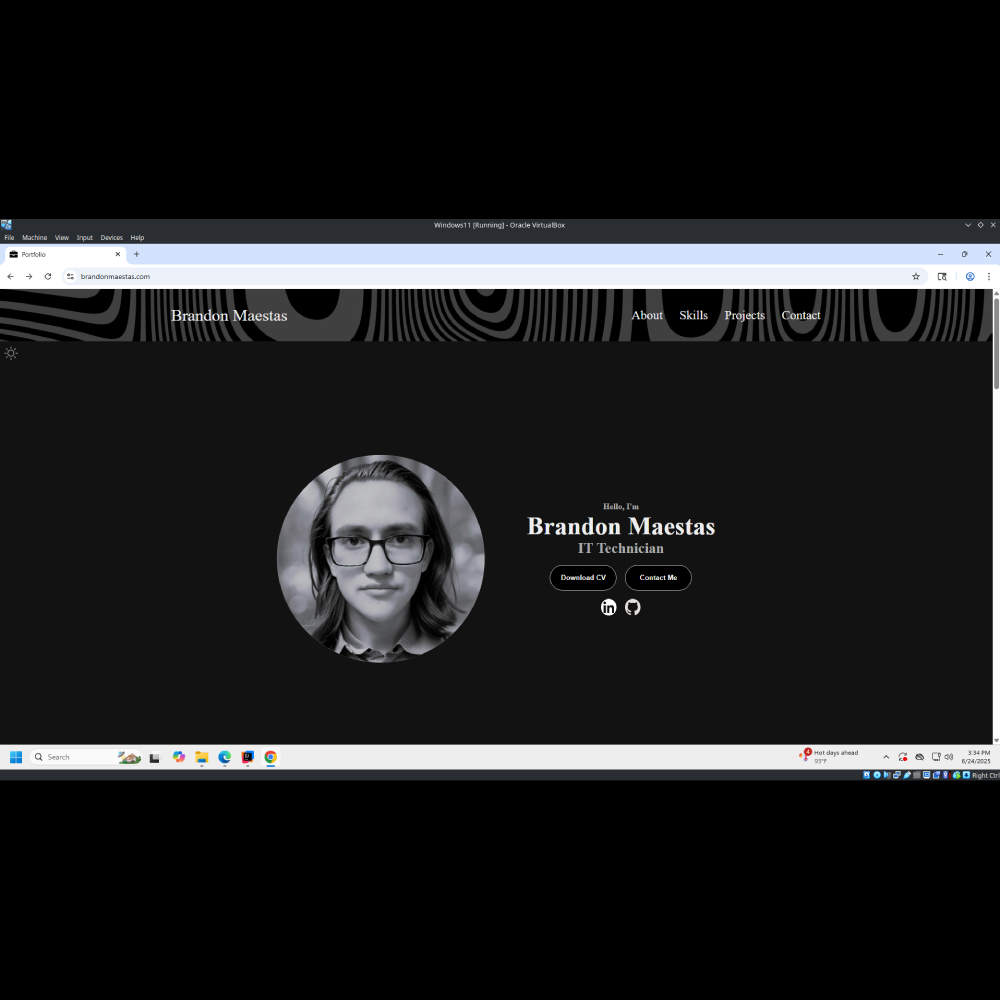 Windows11 [Running] - Oracle VirtualBox
File Machine View Input Devices Help
Portfolio
brandonmaestas.com
Brandon Maestas
About Skills Projects Contact
Hello, I'm
Brandon Maestas
IT Technician
Download CV Contact Me
in
Search
4
Hot days ahead
93°F
3:34 PM
6/24/2025
Right Ctrl